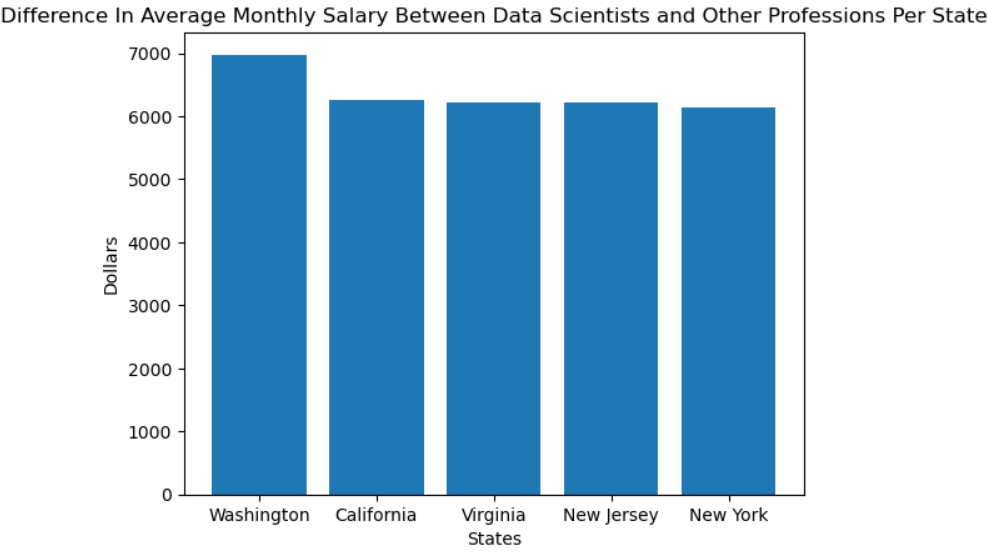 Difference In Average Monthly Salary Between Data Scientists and Other Professions Per State
7000
6000
5000
4000
3000
2000
1000
0
Dollars
Washington California Virginia New Jersey New York
States